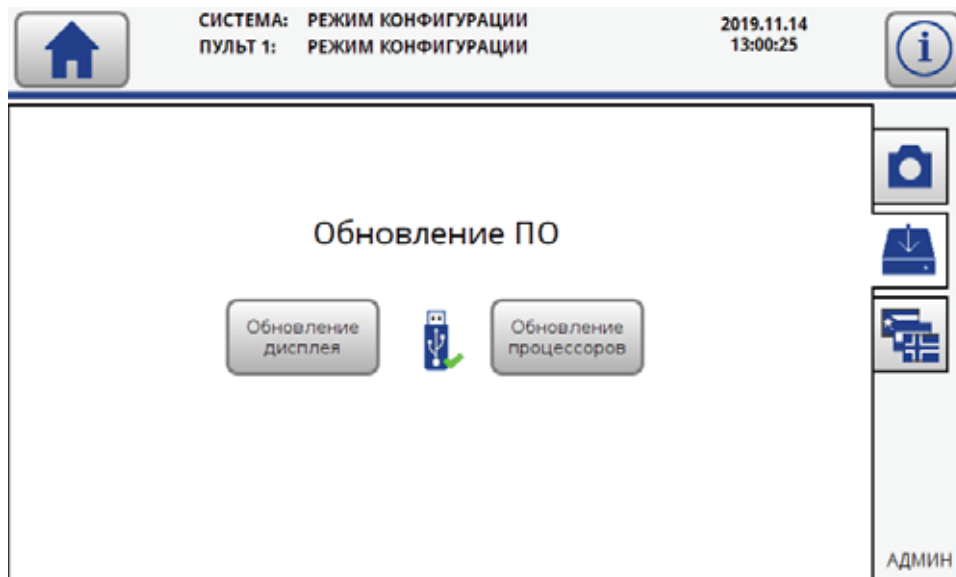 СИСТЕМА: РЕЖИМ КОНФИГУРАЦИИ
ПУЛЬТ 1: РЕЖИМ КОНФИГУРАЦИИ
2019.11.14
13:00:25
i
Обновление ПО
Обновление
дисплея
Обновление
процессоров
АДМИН